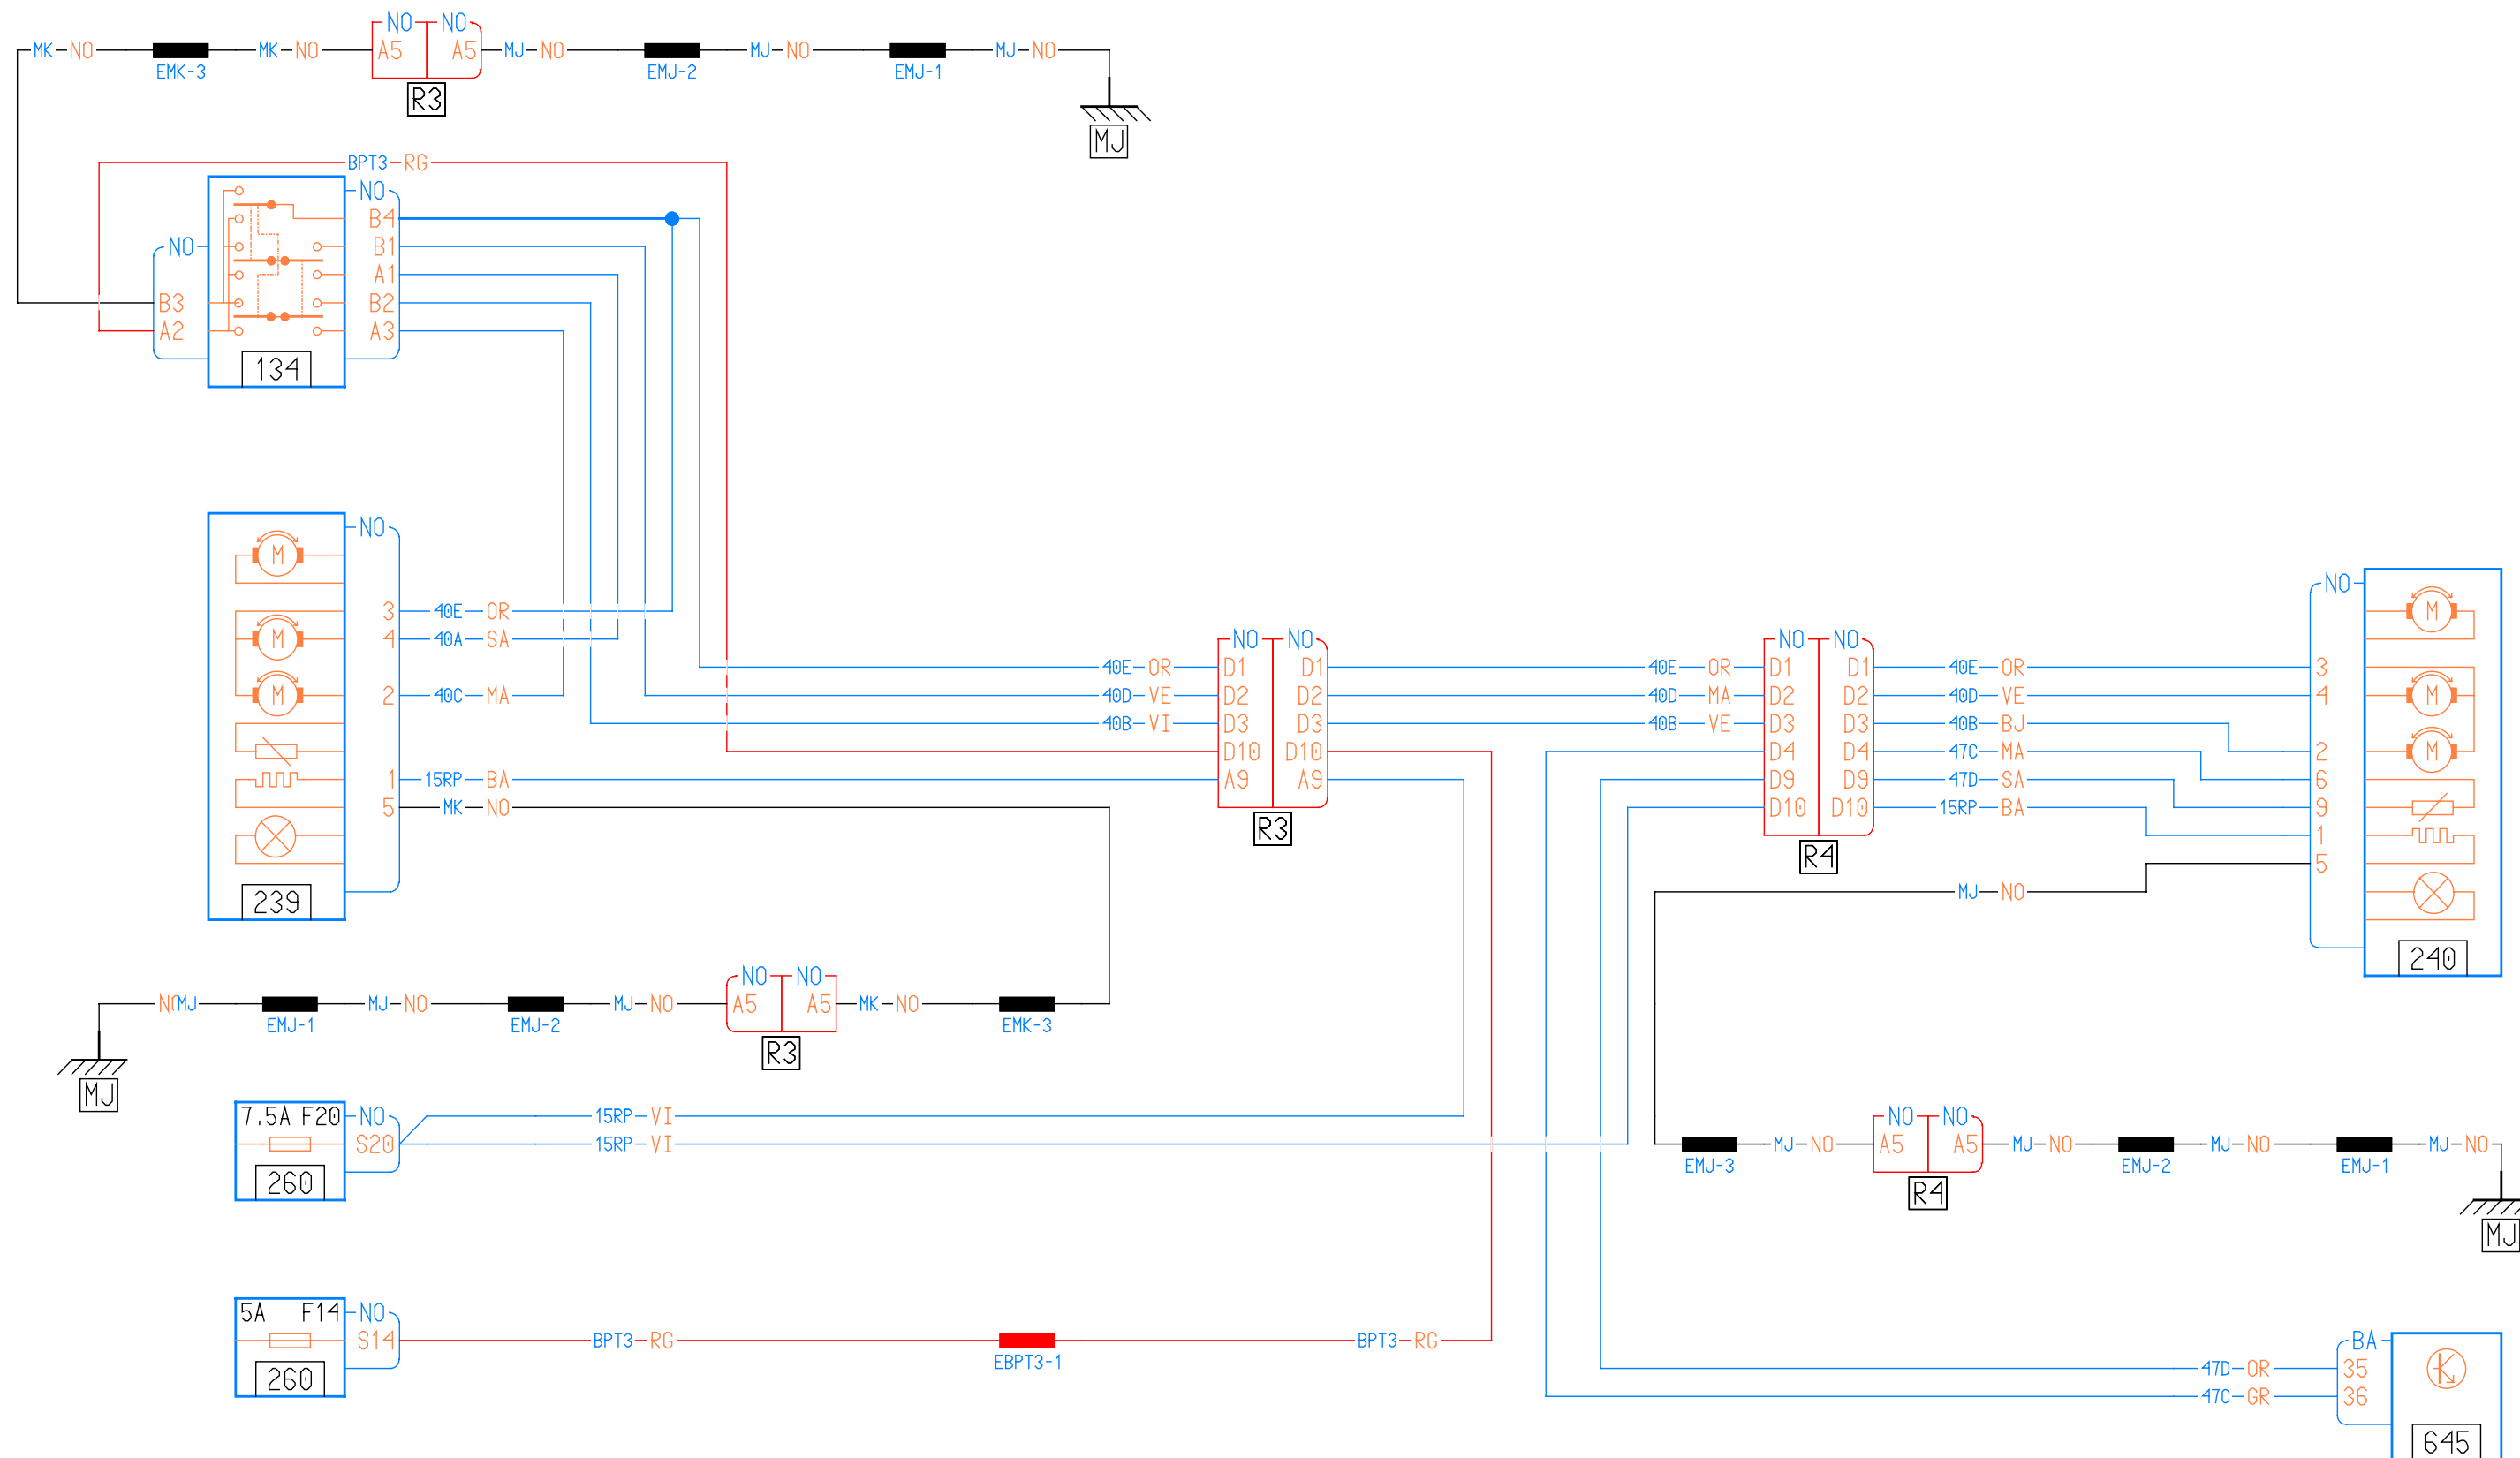 NO NO
MK NO MK NO A5 A5 MJ NO MJ NO MJ NO
EMK-3 EMJ-2 EMJ-1
R3
MJ
BPT3 RG
NO
B4
NO B1
A1
B3 B2
A2 A3
134
NO
M
NO
M
3 40E OR
M 4 40A SA NO NO NO NO
40E OR D1 D1 40E OR D1 D1 40E OR 3
M 2 40C MA 40D VE D2 D2 40D MA D2 D2 40D VE 4 M
40B VI D3 D3 40B VE D3 D3 40B BJ
D10 D10 D4 D4 47C MA 2 M
1 15RP BA A9 A9 D9 D9 47D SA 6
5 MK NO D10 D10 15RP BA 9
R3 1
R4 5
239 MJ NO
240
NO NO
MJ NO MJ NO MJ NO A5 A5 MK NO
EMJ-1 EMJ-2 EMK-3
R3
MJ
7.5A F20 NO 15RP VI NO NO
S20 15RP VI MJ NO A5 A5 MJ NO MJ NO MJ NO
EMJ-3 EMJ-2 EMJ-1
260 R4
MJ
5A F14 NO
S14 BPT3 RG BPT3 RG BA
EBPT3-1
260 47D OR 35
47C GR 36
645